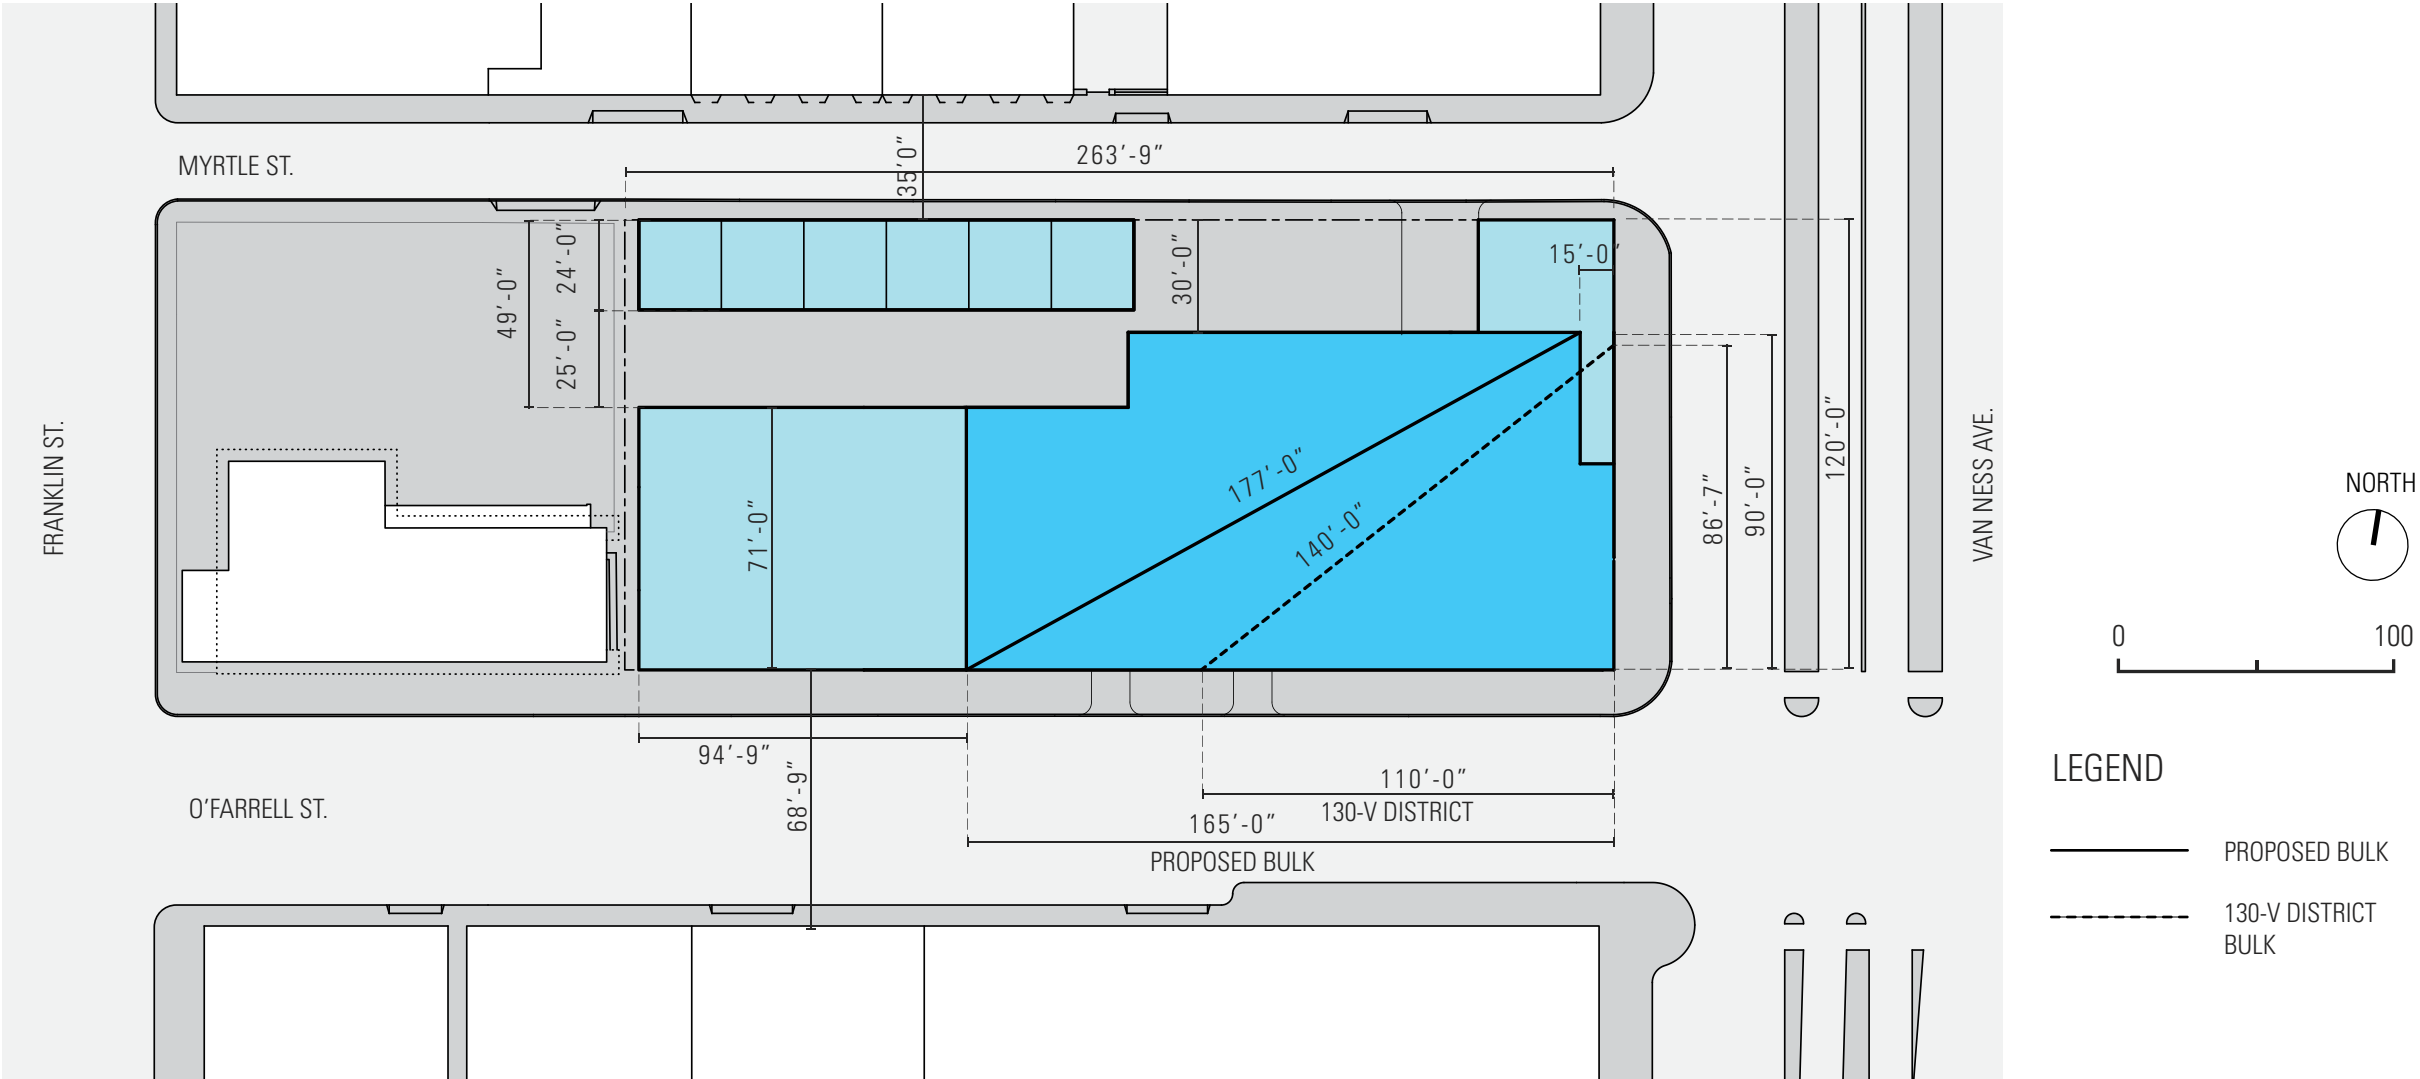 MYRTLE ST.
35'0"
263'-9"
24'-0"
49'-0"
25'-0"
30'-0"
15'-0"
FRANKLIN ST.
71'-0"
177'-0"
140'-0"
86'-7"
90'-0"
120'-0"
VAN NESS AVE.
NORTH
0 100
94'-9"
68'-9"
110'-0"
130-V DISTRICT
165'-0"
PROPOSED BULK
O'FARRELL ST.
LEGEND
PROPOSED BULK
130-V DISTRICT
BULK